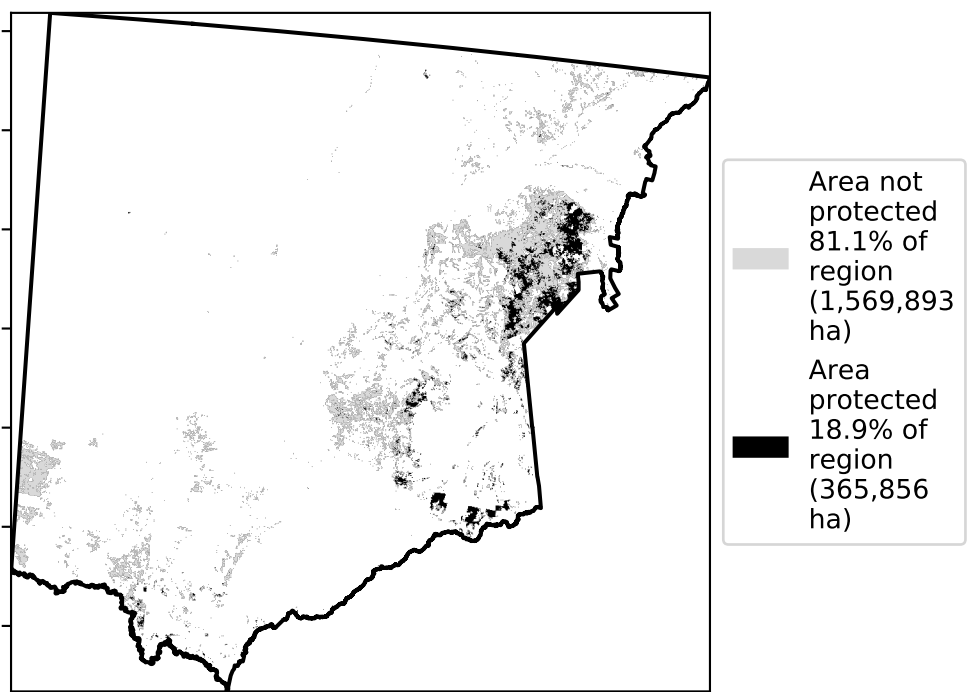 Area not
protected
81.1% of
region
(1,569,893
ha)
Area
protected
18.9% of
region
(365,856
ha)